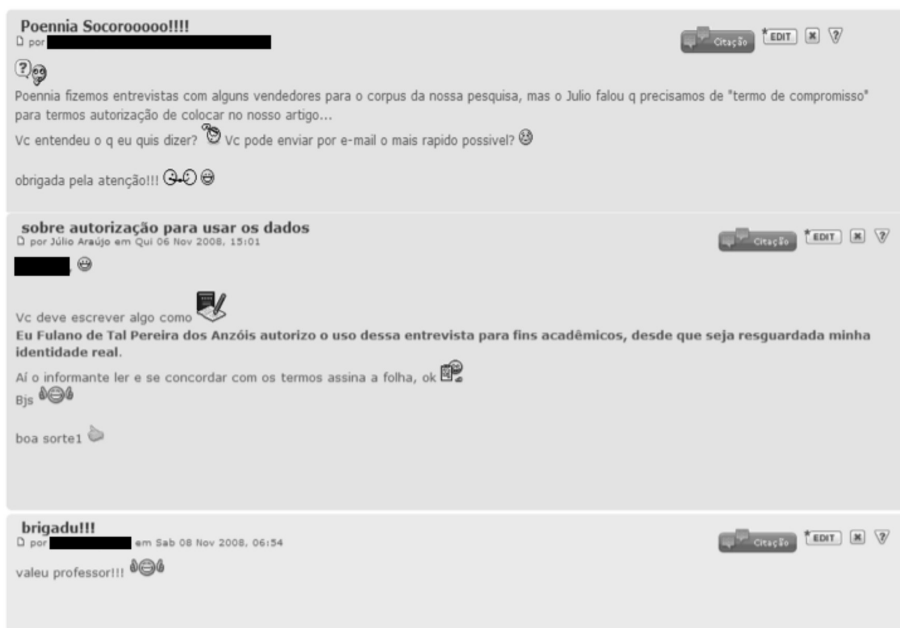 Poennia Socorooooo!!!!
por
Citação
EDIT
Poennia fizemos entrevistas com alguns vendedores para o corpus da nossa pesquisa, mas o Julio falou q precisamos de "termo de compromisso"
para termos autorização de colocar no nosso artigo...
Vc entendeu o q eu quis dizer? Vc pode enviar por e-mail o mais rapido possivel?
obrigada pela atenção!!!
sobre autorização para usar os dados
por Júlio Araújo em Qui 06 Nov 2008, 15:01
Citação
EDIT
,
Vc deve escrever algo como
Eu Fulano de Tal Pereira dos Anzóis autorizo o uso dessa entrevista para fins acadêmicos, desde que seja resguardada minha
identidade real.
Aí o informante ler e se concordar com os termos assina a folha, ok
Bjs
boa sorte1
brigadu!!!
por em Sab 08 Nov 2008, 06:54
Citação
EDIT
valeu professor!!!